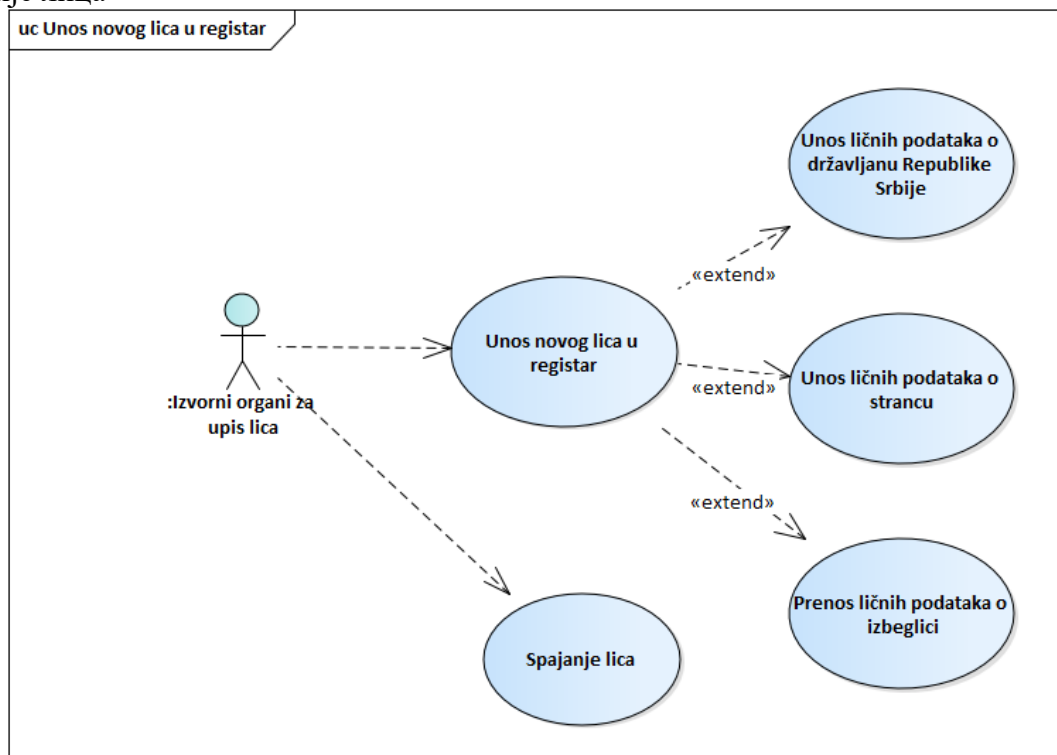 uc Unos novog lica u registar
Unos ličnih podataka o
državljanu Republike
Srbije
«extend»
Unos novog lica u
registar
Unos ličnih podataka o
strancu
«extend»
:Izvorni organi za
upis lica
«extend»
Prenos ličnih podataka o
izbeglici
Spajanje lica